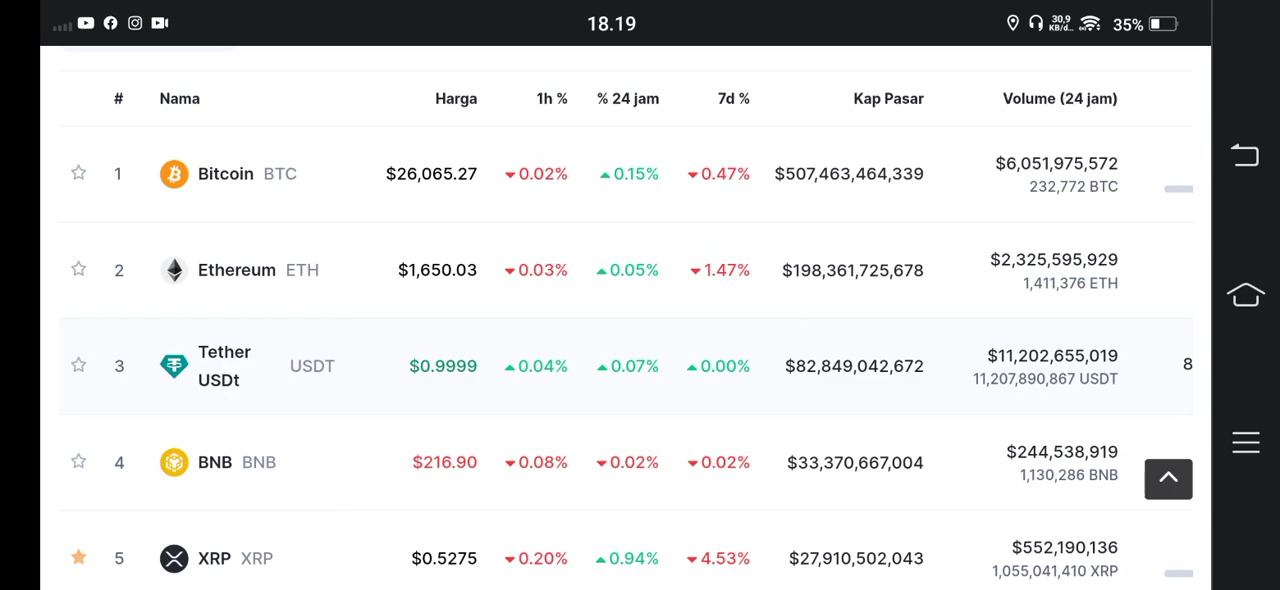 18.19 30,9 KB/d... 35%
# Nama Harga 1h % % 24 jam 7d % Kap Pasar Volume (24 jam)
1 Bitcoin BTC $26,065.27 0.02% 0.15% 0.47% $507,463,464,339 $6,051,975,572
232,772 BTC
2 Ethereum ETH $1,650.03 0.03% 0.05% 1.47% $198,361,725,678 $2,325,595,929
1,411,376 ETH
3 Tether USDt USDT $0.9999 0.04% 0.07% 0.00% $82,849,042,672 $11,202,655,019 8
11,207,890,867 USDT
4 BNB BNB $216.90 0.08% 0.02% 0.02% $33,370,667,004 $244,538,919
1,130,286 BNB
5 XRP XRP $0.5275 0.20% 0.94% 4.53% $27,910,502,043 $552,190,136
1,055,041,410 XRP